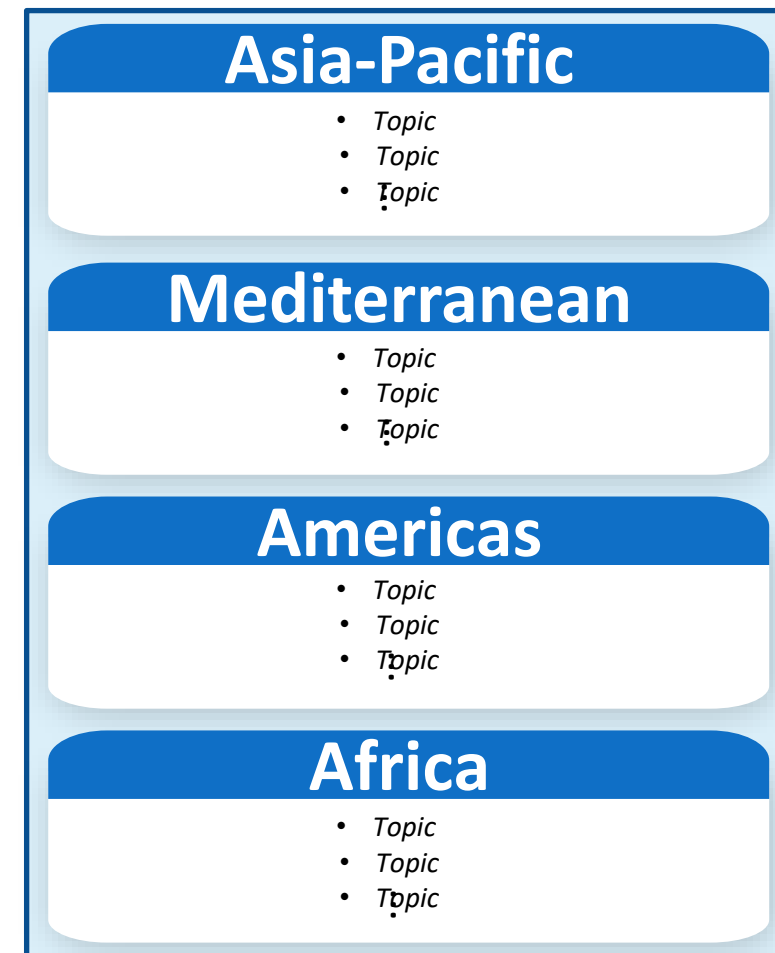 Asia-Pacific
• Topic
• Topic
• Topic
⋮
Mediterranean
• Topic
• Topic
• Topic
⋮
Americas
• Topic
• Topic
• Topic
⋮
Africa
• Topic
• Topic
• Topic
⋮